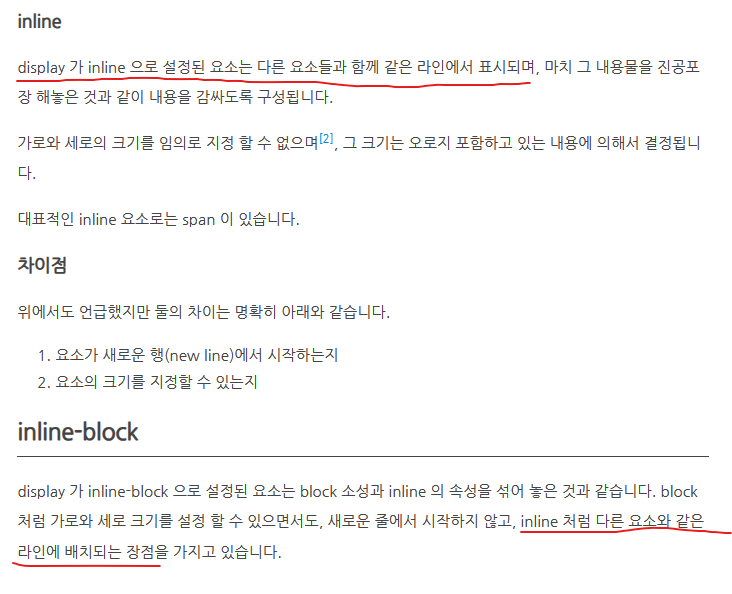 inline
display 가 inline 으로 설정된 요소는 다른 요소들과 함께 같은 라인에서 표시되며, 마치 그 내용물을 진공포
장 해놓은 것과 같이 내용을 감싸도록 구성됩니다.
가로와 세로의 크기를 임의로 지정 할 수 없으며[2], 그 크기는 오로지 포함하고 있는 내용에 의해서 결정됩니
다.
대표적인 inline 요소로는 span 이 있습니다.
차이점
위에서도 언급했지만 둘의 차이는 명확히 아래와 같습니다.
1. 요소가 새로운 행(new line)에서 시작하는지
2. 요소의 크기를 지정할 수 있는지
inline-block
display 가 inline-block 으로 설정된 요소는 block 소성과 inline 의 속성을 섞어 놓은 것과 같습니다. block
처럼 가로와 세로 크기를 설정 할 수 있으면서도, 새로운 줄에서 시작하지 않고, inline 처럼 다른 요소와 같은
라인에 배치되는 장점을 가지고 있습니다.